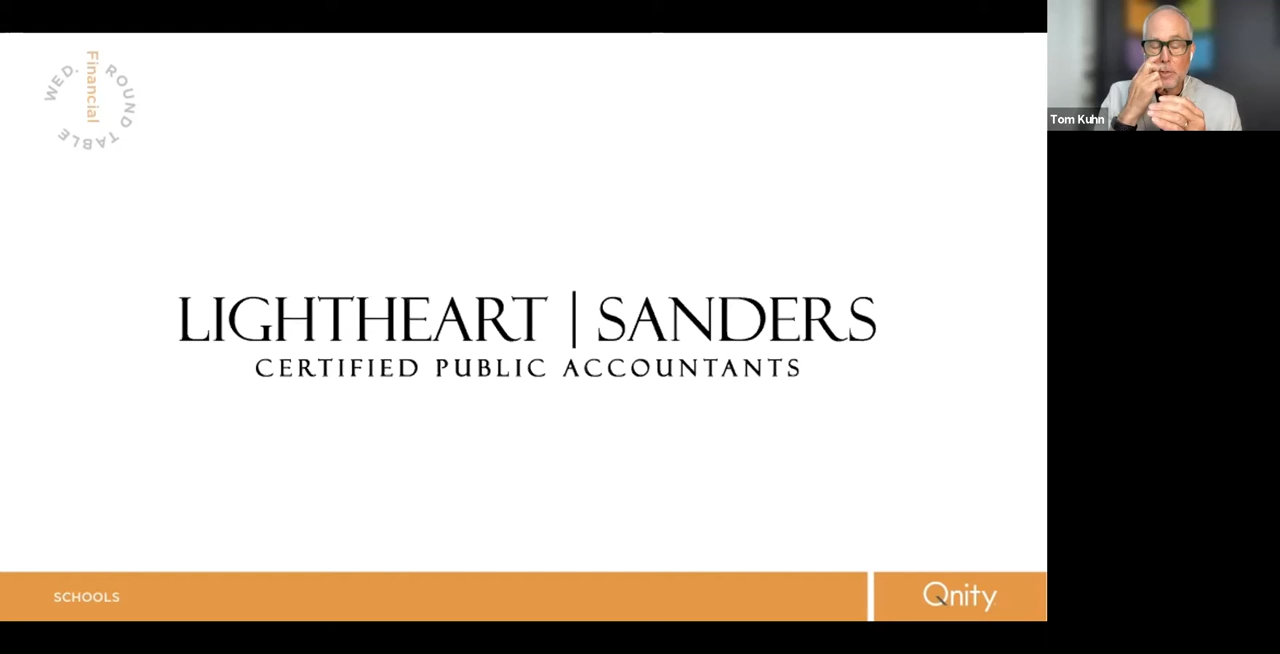 WED. Financial ROUND TABLE
Tom Kuhn
LIGHTHEART | SANDERS
CERTIFIED PUBLIC ACCOUNTANTS
SCHOOLS
Qnity